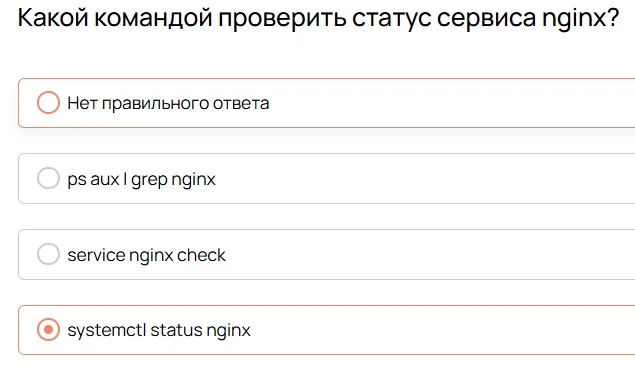 Какой командой проверить статус сервиса nginx?
Нет правильного ответа
ps aux | grep nginx
service nginx check
systemctl status nginx